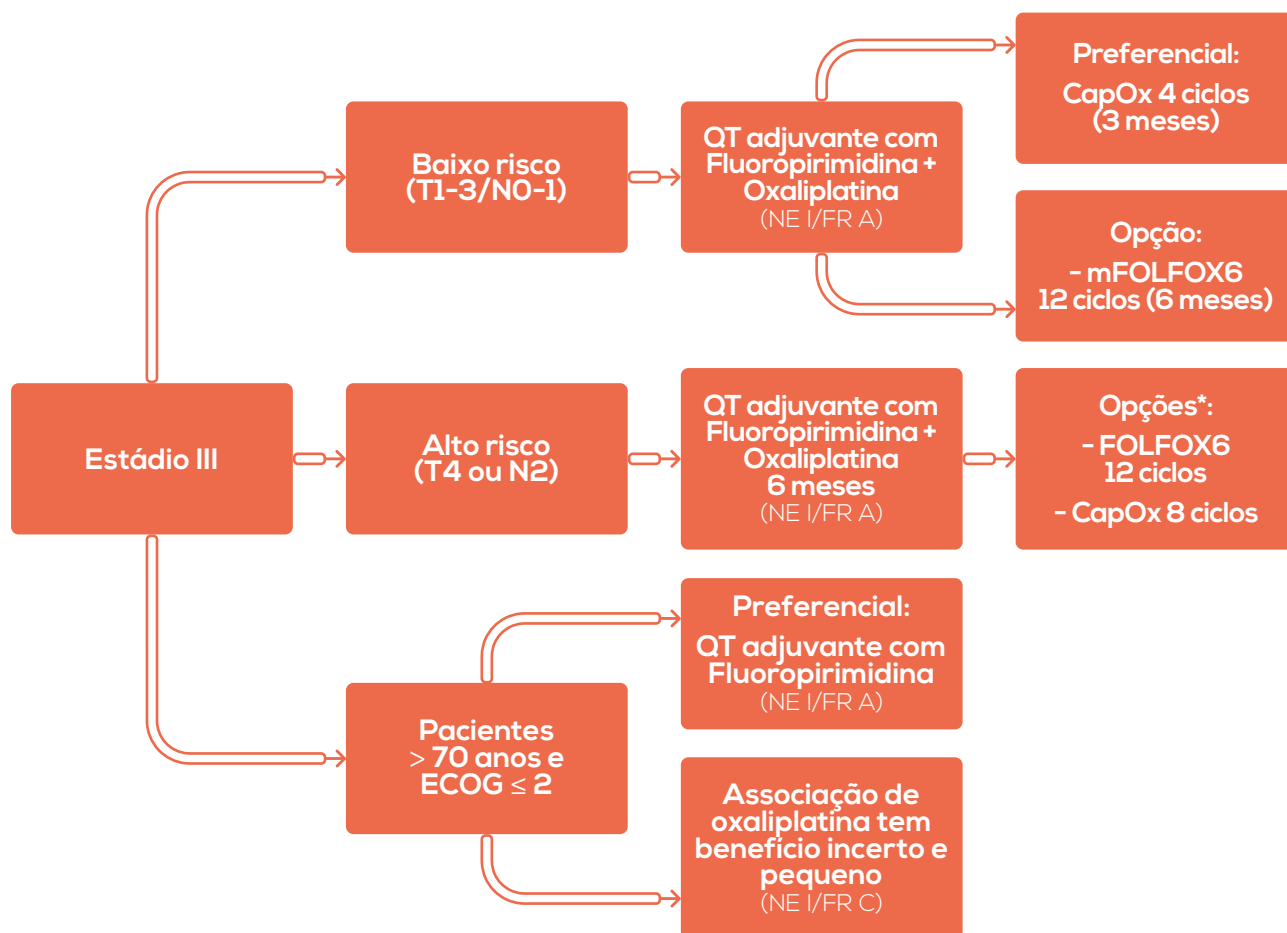 Estádio III
Baixo risco
(T1-3/N0-1)
QT adjuvante com
Fluoropirimidina +
Oxaliplatina
(NE I/FR A)
Preferencial:
CapOx 4 ciclos
(3 meses)
Opção:
- mFOLFOX6
12 ciclos (6 meses)
Alto risco
(T4 ou N2)
QT adjuvante com
Fluoropirimidina +
Oxaliplatina
6 meses
(NE I/FR A)
Opções*:
- FOLFOX6
12 ciclos
- CapOx 8 ciclos
Pacientes
> 70 anos e
ECOG ≤ 2
Preferencial:
QT adjuvante com
Fluoropirimidina
(NE I/FR A)
Associação de
oxaliplatina tem
benefício incerto e
pequeno
(NE I/FR C)